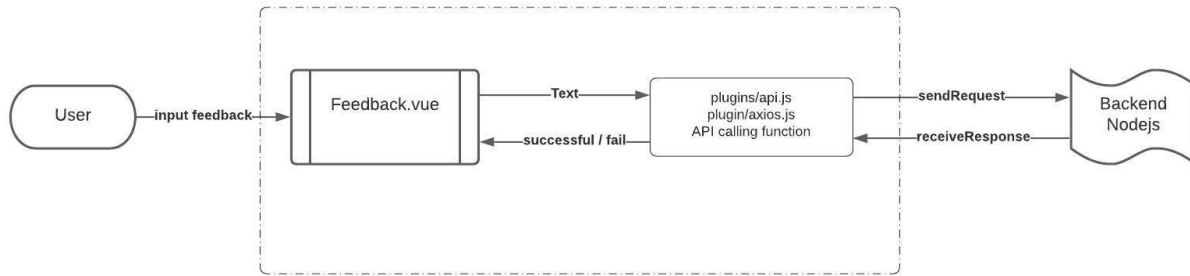 User
input feedback
Feedback.vue
Text
successful / fail
plugins/api.js
plugin/axios.js
API calling function
sendRequest
receiveResponse
Backend
Nodejs